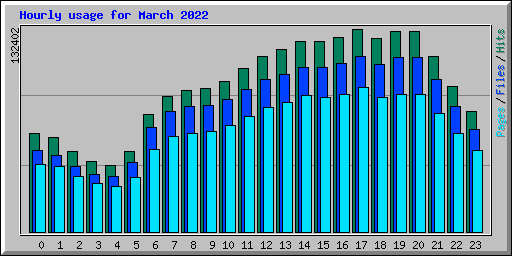 Hourly usage for March 2022
132402
Pages / Files / Hits
0 1 2 3 4 5 6 7 8 9 10 11 12 13 14 15 16 17 18 19 20 21 22 23